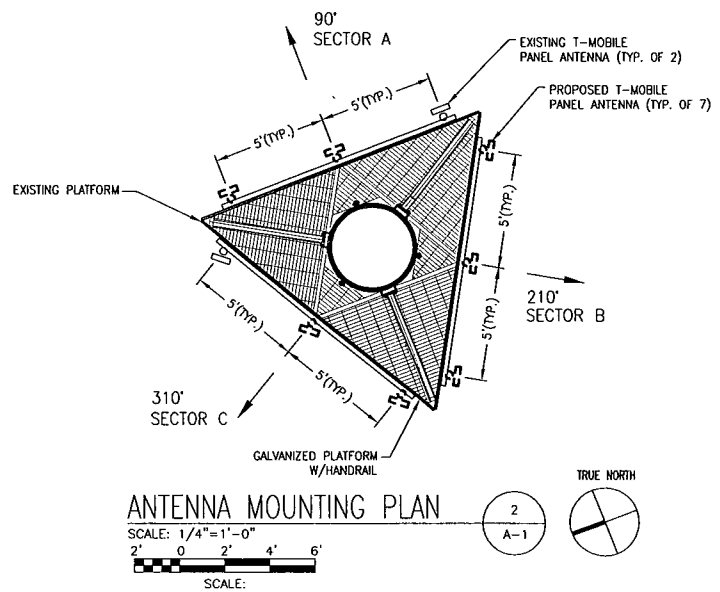 90°
SECTOR A
EXISTING T-MOBILE
PANEL ANTENNA (TYP. OF 2)
PROPOSED T-MOBILE
PANEL ANTENNA (TYP. OF 7)
5'(TYP.)
5'(TYP.)
EXISTING PLATFORM
5'(TYP.)
5'(TYP.)
210°
SECTOR B
5'(TYP.)
5'(TYP.)
310°
SECTOR C
GALVANIZED PLATFORM
W/HANDRAIL
TRUE NORTH
ANTENNA MOUNTING PLAN
2
A-1
SCALE: 1/4"=1'-0"
2' 0 2' 4' 6'
SCALE: